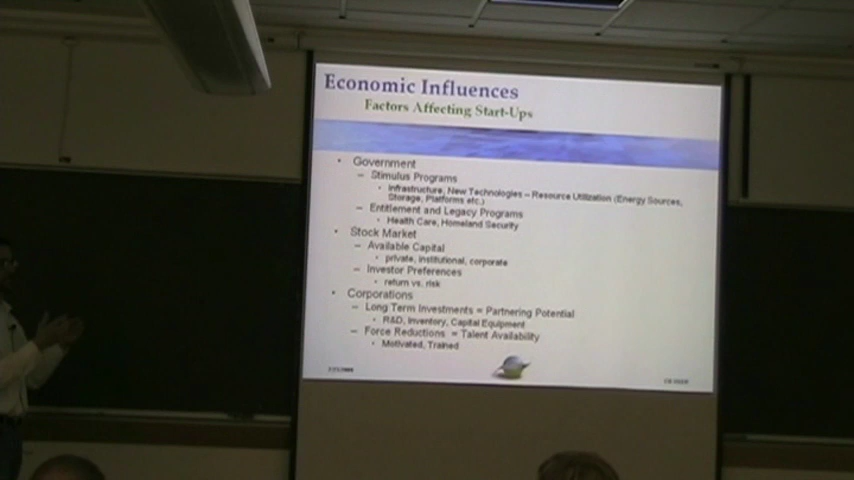 Economic Influences
Factors Affecting Start-Ups
• Government
– Stimulus Programs
• Infrastructure, New Technologies – Resource Utilization (Energy Sources,
Storage, Platforms etc.)
– Entitlement and Legacy Programs
• Health Care, Homeland Security
• Stock Market
– Available Capital
• private, institutional, corporate
– Investor Preferences
• return vs. risk
• Corporations
– Long Term Investments = Partnering Potential
• R&D, Inventory, Capital Equipment
– Force Reductions = Talent Availability
• Motivated, Trained